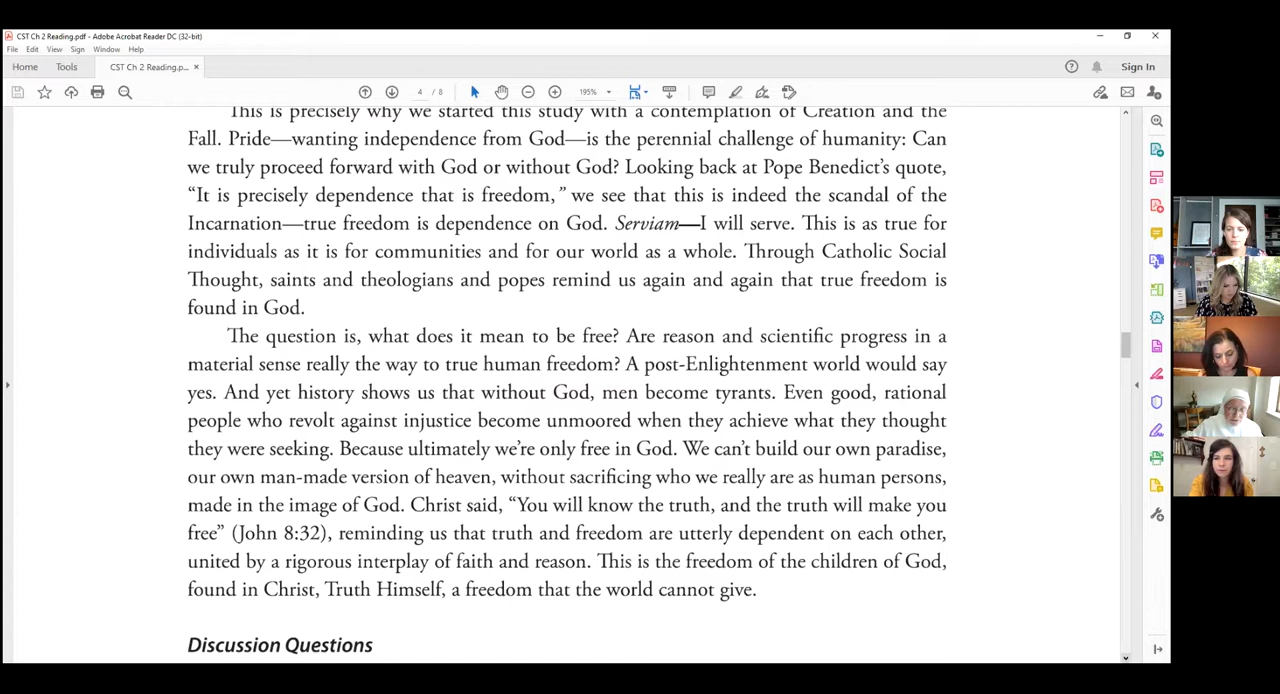 CST Ch 2 Reading.pdf - Adobe Acrobat Reader DC (32-bit)
File Edit View Sign Window Help
Home Tools CST Ch 2 Reading.p... × Sign In
4 / 8 195%
This is precisely why we started this study with a contemplation of Creation and the
Fall. Pride—wanting independence from God—is the perennial challenge of humanity: Can
we truly proceed forward with God or without God? Looking back at Pope Benedict’s quote,
“It is precisely dependence that is freedom,” we see that this is indeed the scandal of the
Incarnation—true freedom is dependence on God. Serviam—I will serve. This is as true for
individuals as it is for communities and for our world as a whole. Through Catholic Social
Thought, saints and theologians and popes remind us again and again that true freedom is
found in God.
The question is, what does it mean to be free? Are reason and scientific progress in a
material sense really the way to true human freedom? A post-Enlightenment world would say
yes. And yet history shows us that without God, men become tyrants. Even good, rational
people who revolt against injustice become unmoored when they achieve what they thought
they were seeking. Because ultimately we’re only free in God. We can’t build our own paradise,
our own man-made version of heaven, without sacrificing who we really are as human persons,
made in the image of God. Christ said, “You will know the truth, and the truth will make you
free” (John 8:32), reminding us that truth and freedom are utterly dependent on each other,
united by a rigorous interplay of faith and reason. This is the freedom of the children of God,
found in Christ, Truth Himself, a freedom that the world cannot give.
Discussion Questions